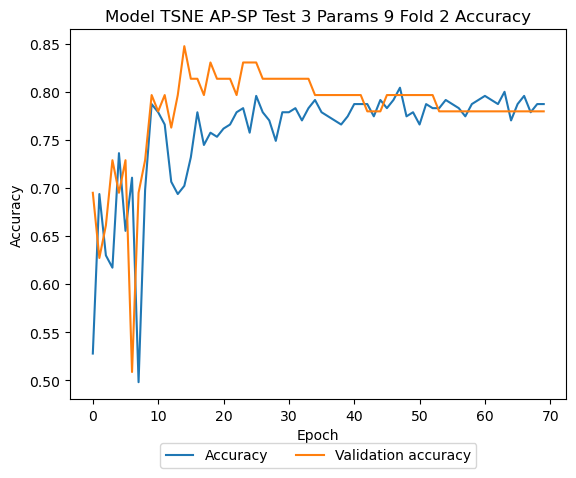 Model TSNE AP-SP Test 3 Params 9 Fold 2 Accuracy
Accuracy
0.85
0.80
0.75
0.70
0.65
0.60
0.55
0.50
0 10 20 30 40 50 60 70
Epoch
Accuracy Validation accuracy